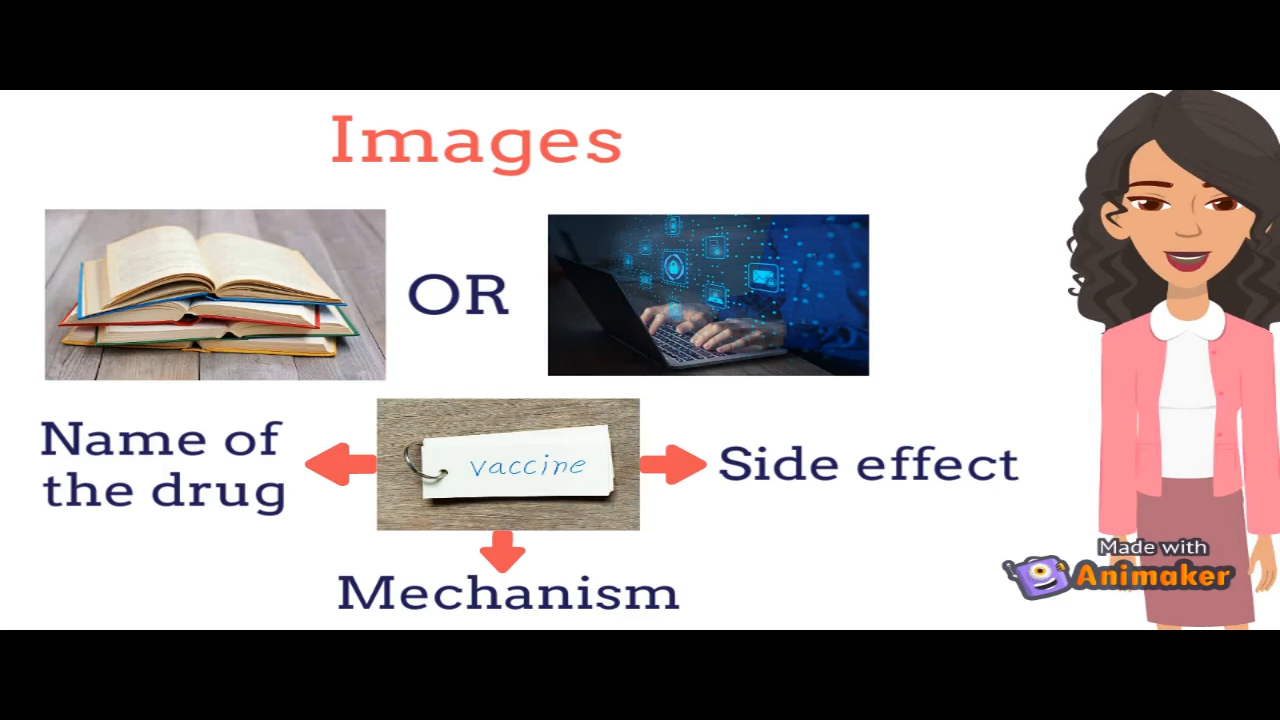 Images
OR
Name of
the drug
vaccine
Side effect
Mechanism
Made with
Animaker